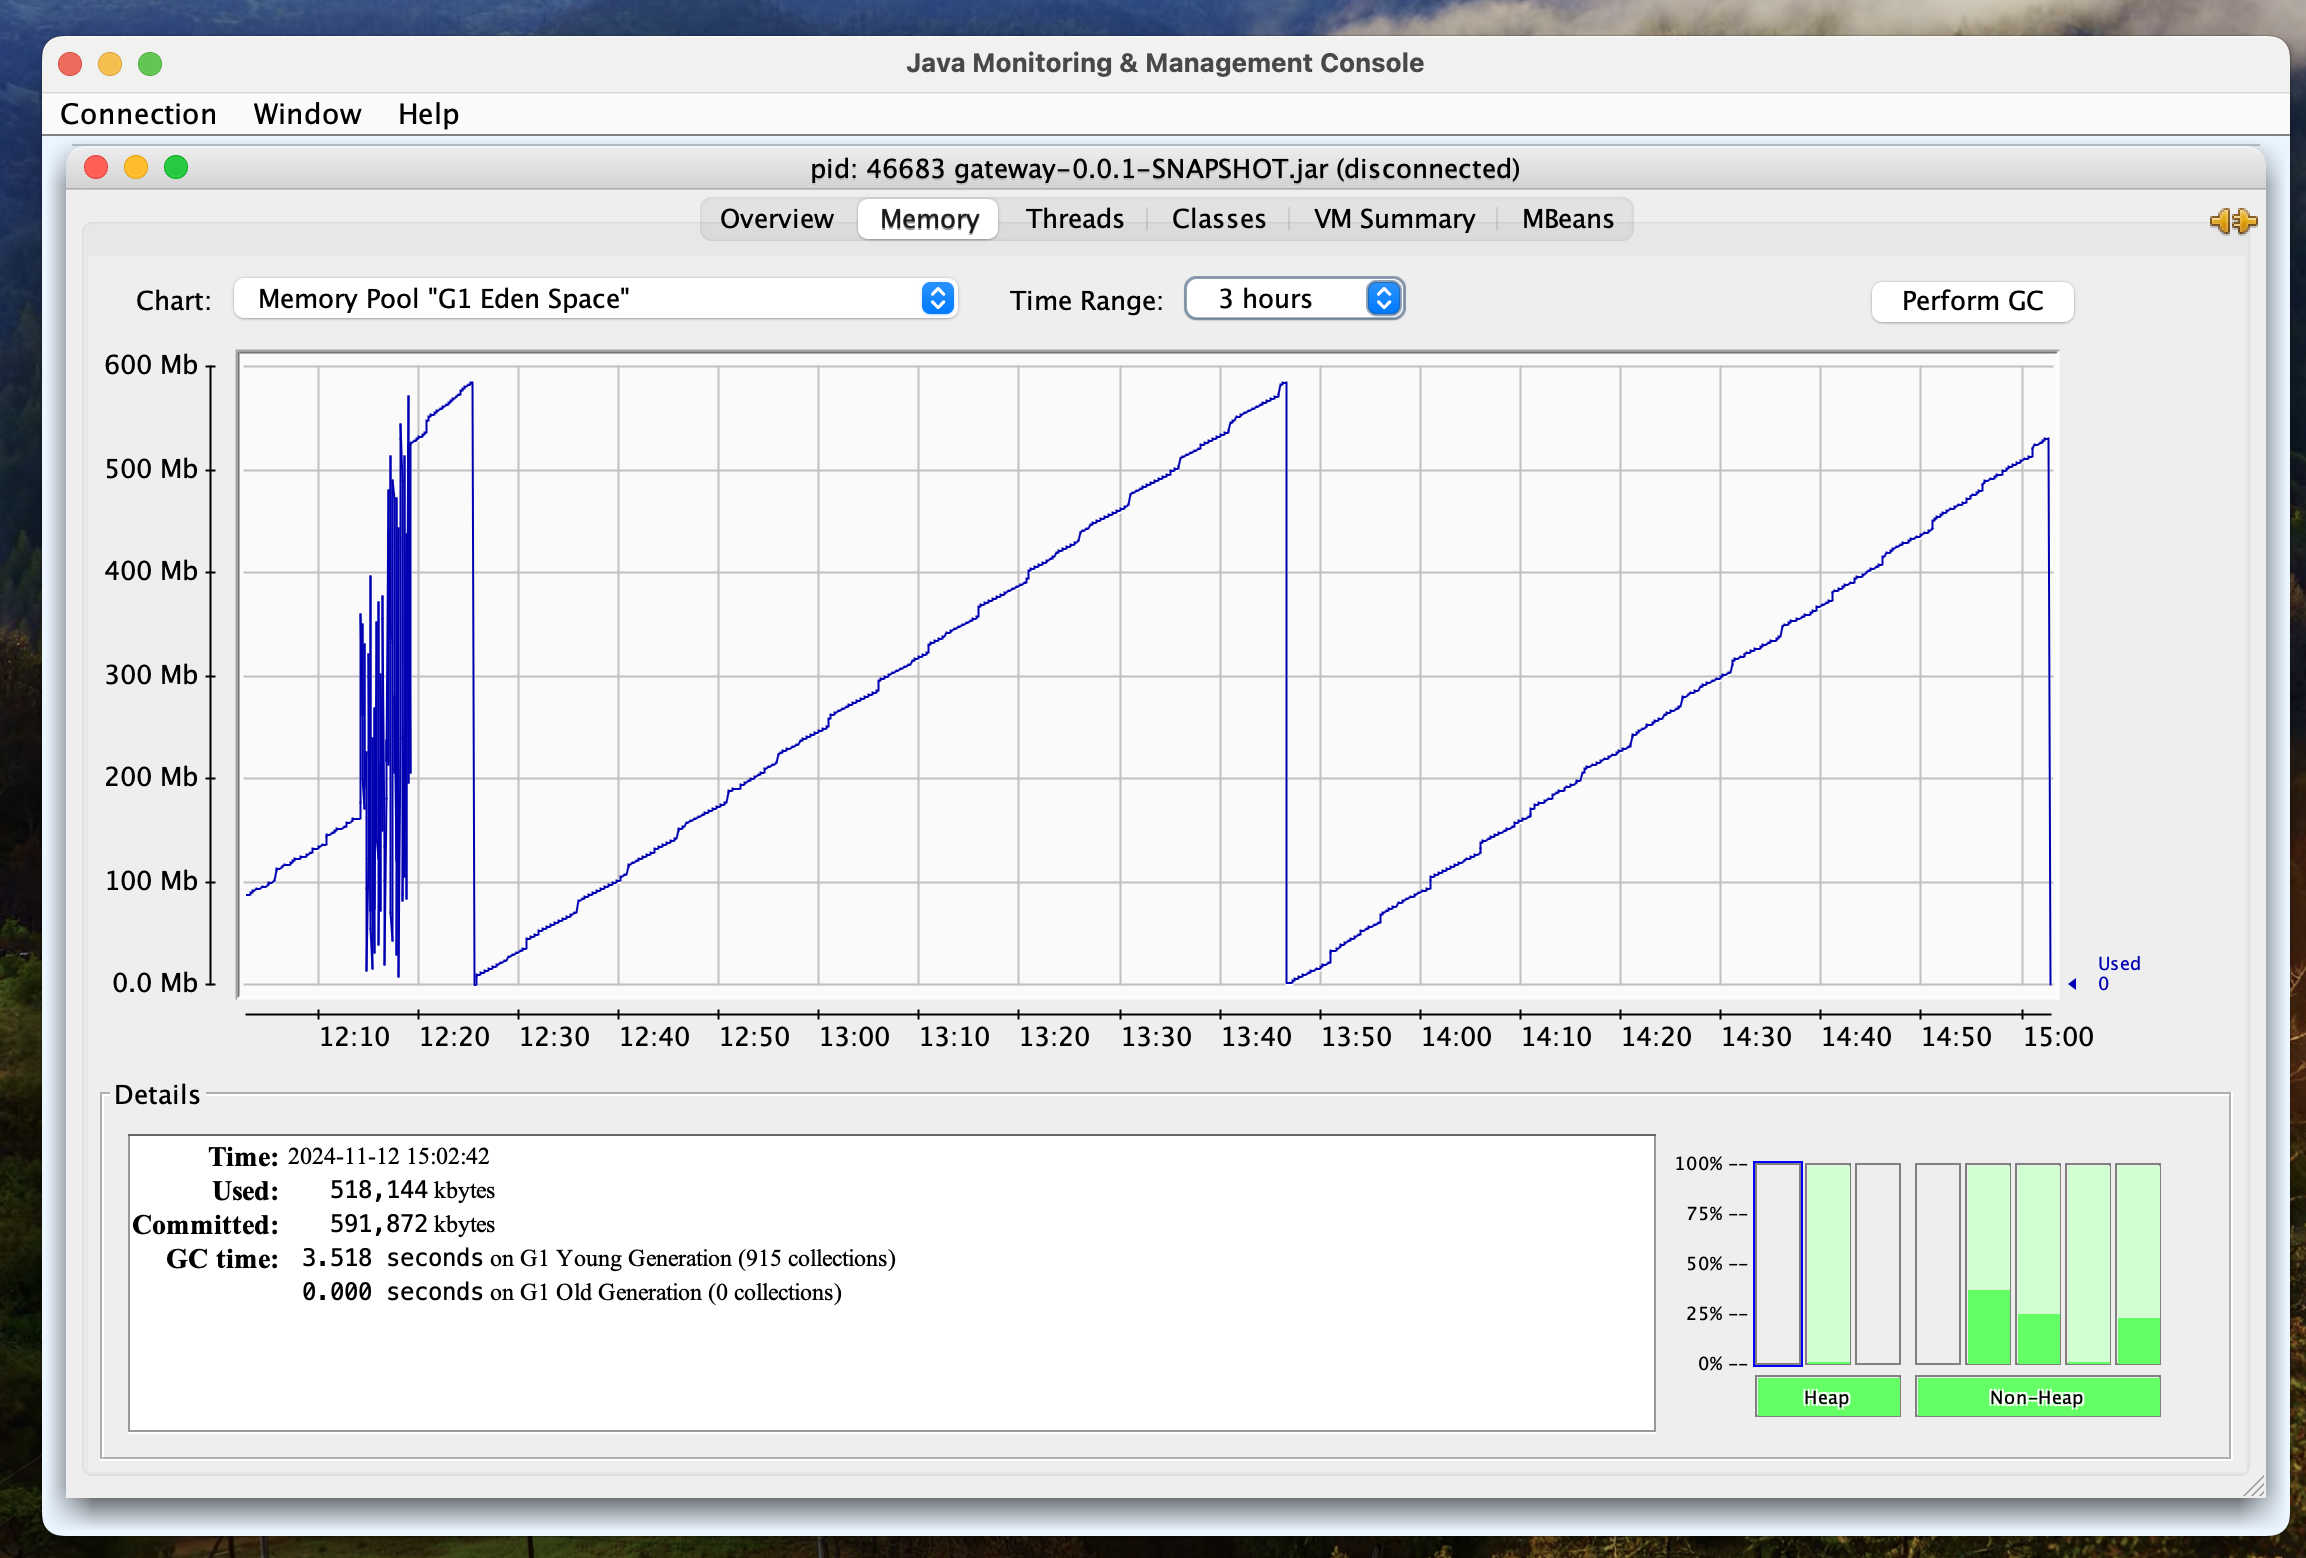 Java Monitoring & Management Console
Connection Window Help
pid: 46683 gateway-0.0.1-SNAPSHOT.jar (disconnected)
Overview Memory Threads Classes VM Summary MBeans
Chart: Memory Pool "G1 Eden Space" Time Range: 3 hours Perform GC
600 Mb
500 Mb
400 Mb
300 Mb
200 Mb
100 Mb
0.0 Mb
Used
0
12:10 12:20 12:30 12:40 12:50 13:00 13:10 13:20 13:30 13:40 13:50 14:00 14:10 14:20 14:30 14:40 14:50 15:00
Details
Time: 2024-11-12 15:02:42
Used: 518,144 kbytes
Committed: 591,872 kbytes
GC time: 3.518 seconds on G1 Young Generation (915 collections)
0.000 seconds on G1 Old Generation (0 collections)
100% --
75% --
50% --
25% --
0% --
Heap Non-Heap